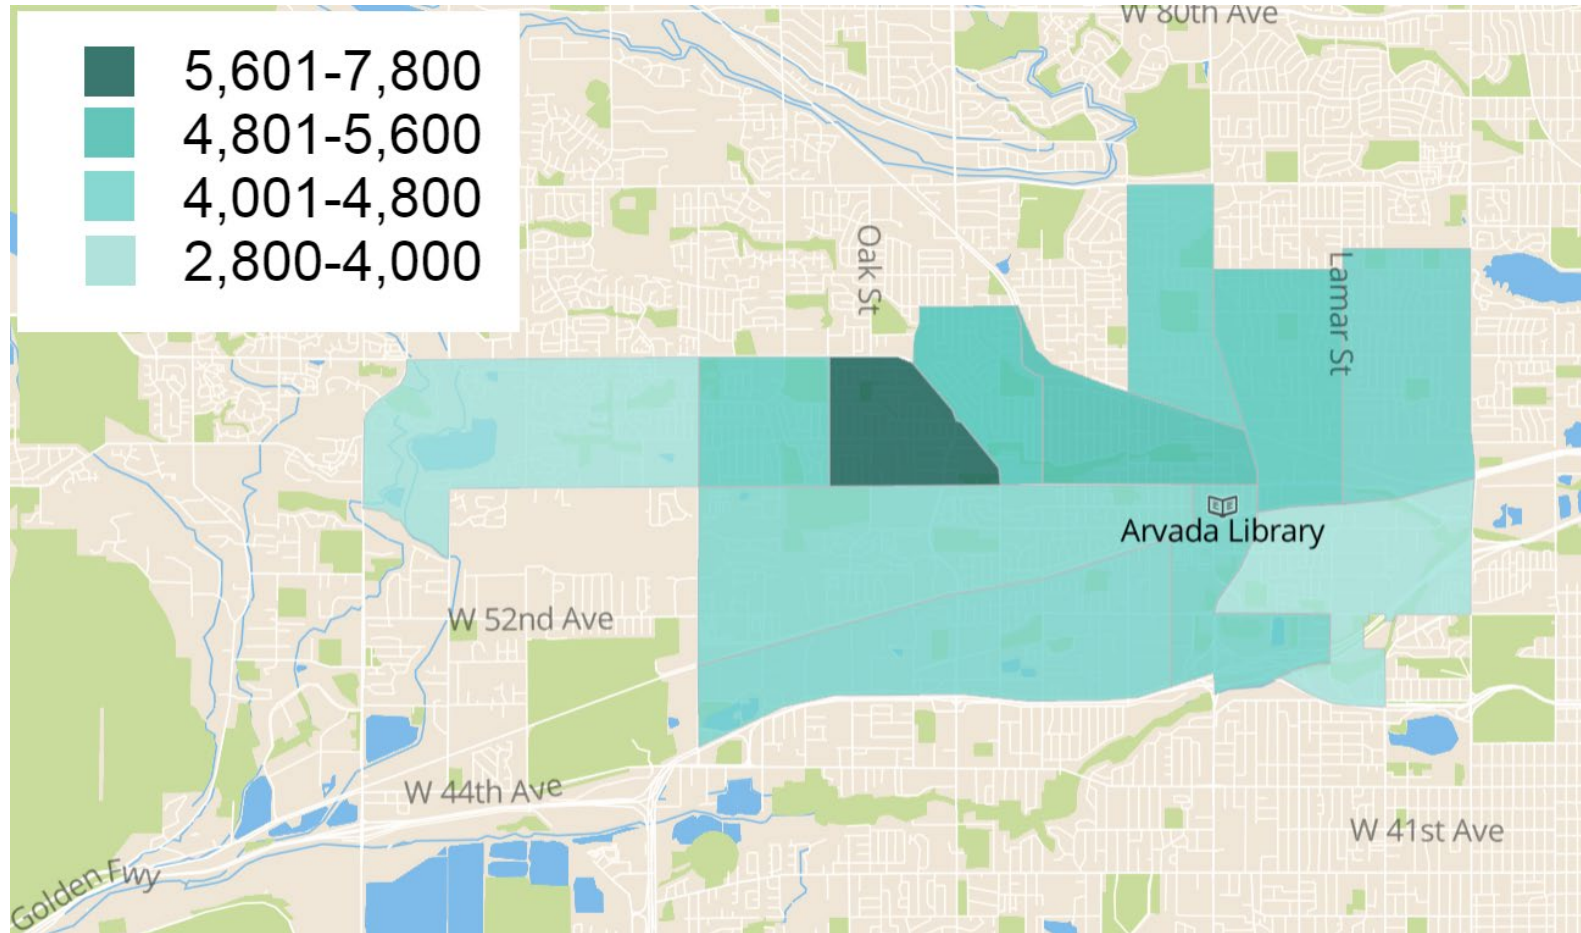 W 80th Ave
5,601-7,800
4,801-5,600
4,001-4,800
2,800-4,000
Oak St
Lamar St
Arvada Library
W 52nd Ave
W 44th Ave
W 41st Ave
Golden Fwy